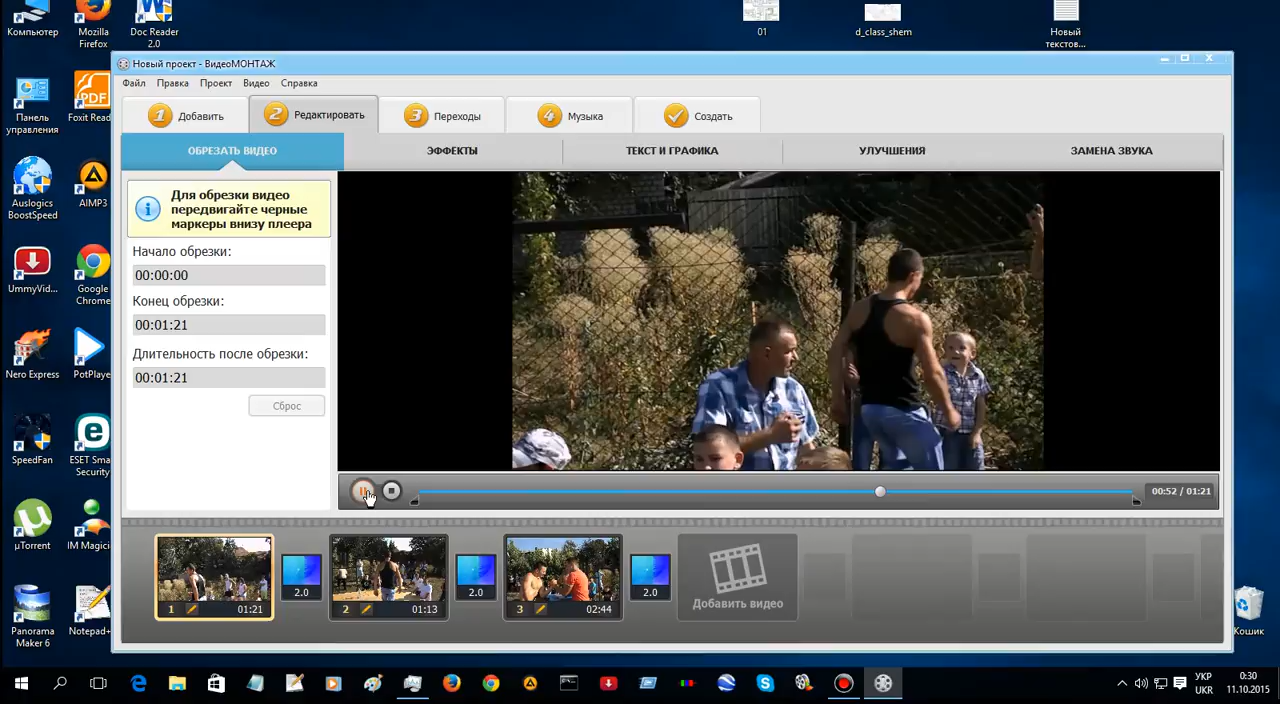 Компьютер
Mozilla
Firefox
Doc Reader
2.0
01
d_class_shem
Новый
текстов...
Новый проект - ВидеоМОНТАЖ
Файл Правка Проект Видео Справка
1 Добавить
2 Редактировать
3 Переходы
4 Музыка
Создать
ОБРЕЗАТЬ ВИДЕО
ЭФФЕКТЫ
ТЕКСТ И ГРАФИКА
УЛУЧШЕНИЯ
ЗАМЕНА ЗВУКА
Панель
управления
PDF
Foxit Read
Для обрезки видео
передвигайте черные
маркеры внизу плеера
Начало обрезки:
00:00:00
Конец обрезки:
00:01:21
Длительность после обрезки:
00:01:21
Сброс
Auslogics
BoostSpeed
AIMP3
UmmyVid...
Google
Chrome
Nero Express
PotPlaye
SpeedFan
ESET Sma
Security
µTorrent
IM Magici
Panorama
Maker 6
Notepad+
00:52 / 01:21
1 01:21
2.0
2 01:13
2.0
3 02:44
2.0
Добавить видео
Кошик
УКР
UKR
0:30
11.10.2015